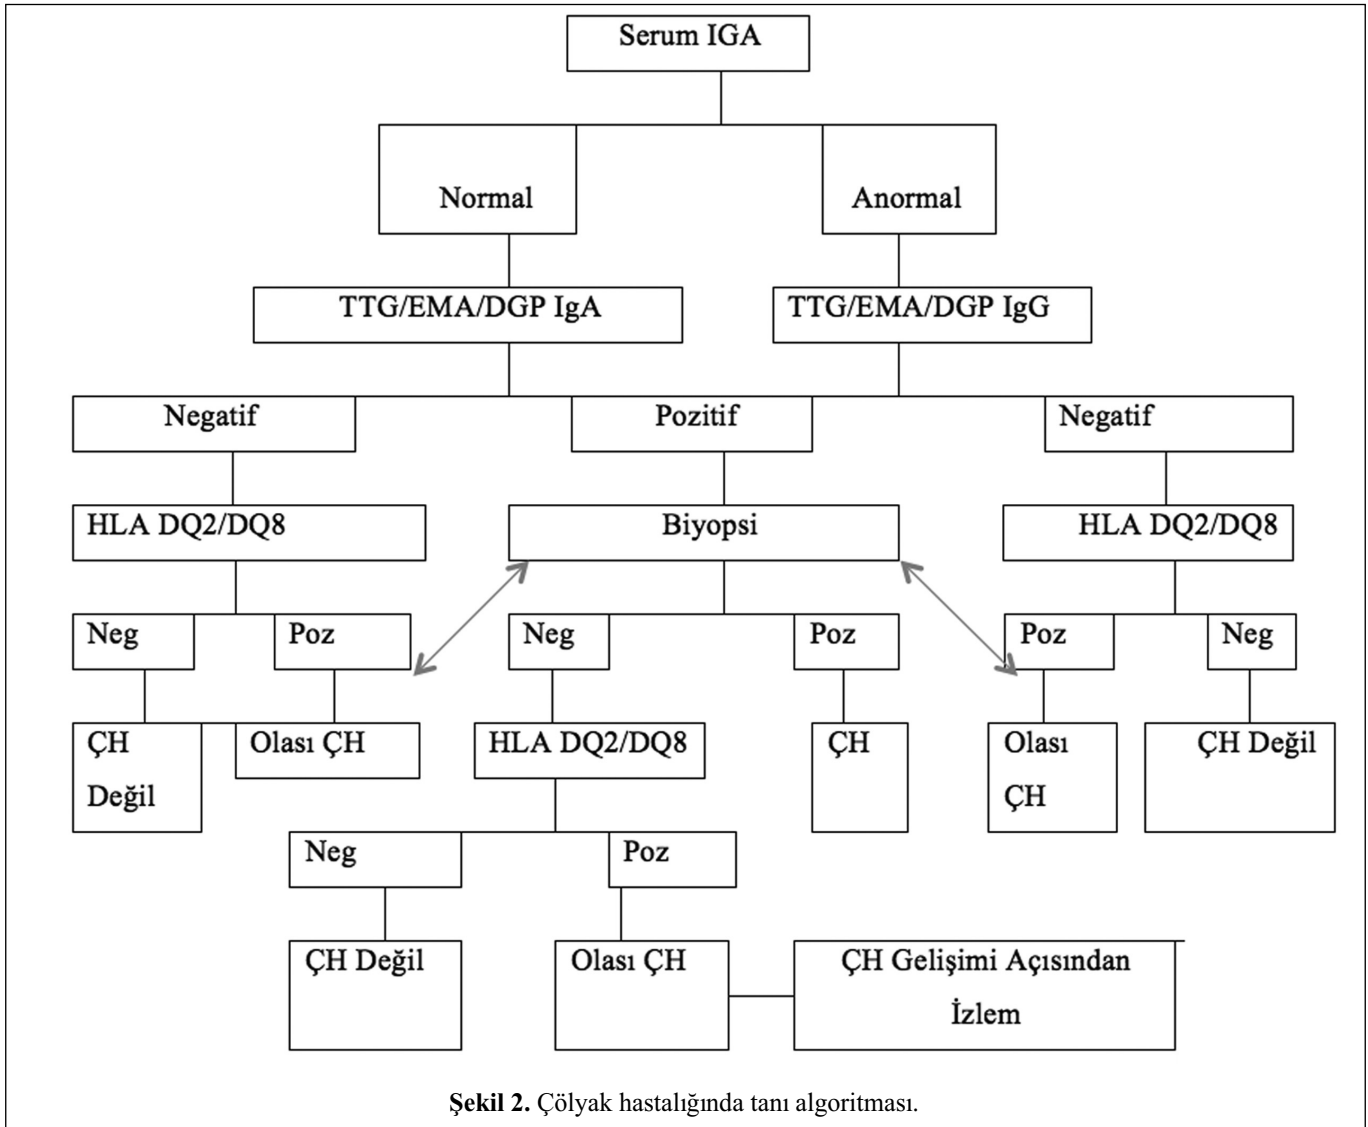 Serum IGA
Normal
Anormal
TTG/EMA/DGP IgA
TTG/EMA/DGP IgG
Negatif
Pozitif
Negatif
HLA DQ2/DQ8
Biyopsi
HLA DQ2/DQ8
Neg
Poz
Neg
Poz
Poz
Neg
ÇH
Değil
Olası ÇH
HLA DQ2/DQ8
ÇH
Olası
ÇH
ÇH Değil
Neg
Poz
ÇH Değil
Olası ÇH
ÇH Gelişimi Açısından
İzlem
Şekil 2. Çölyak hastalığında tanı algoritması.